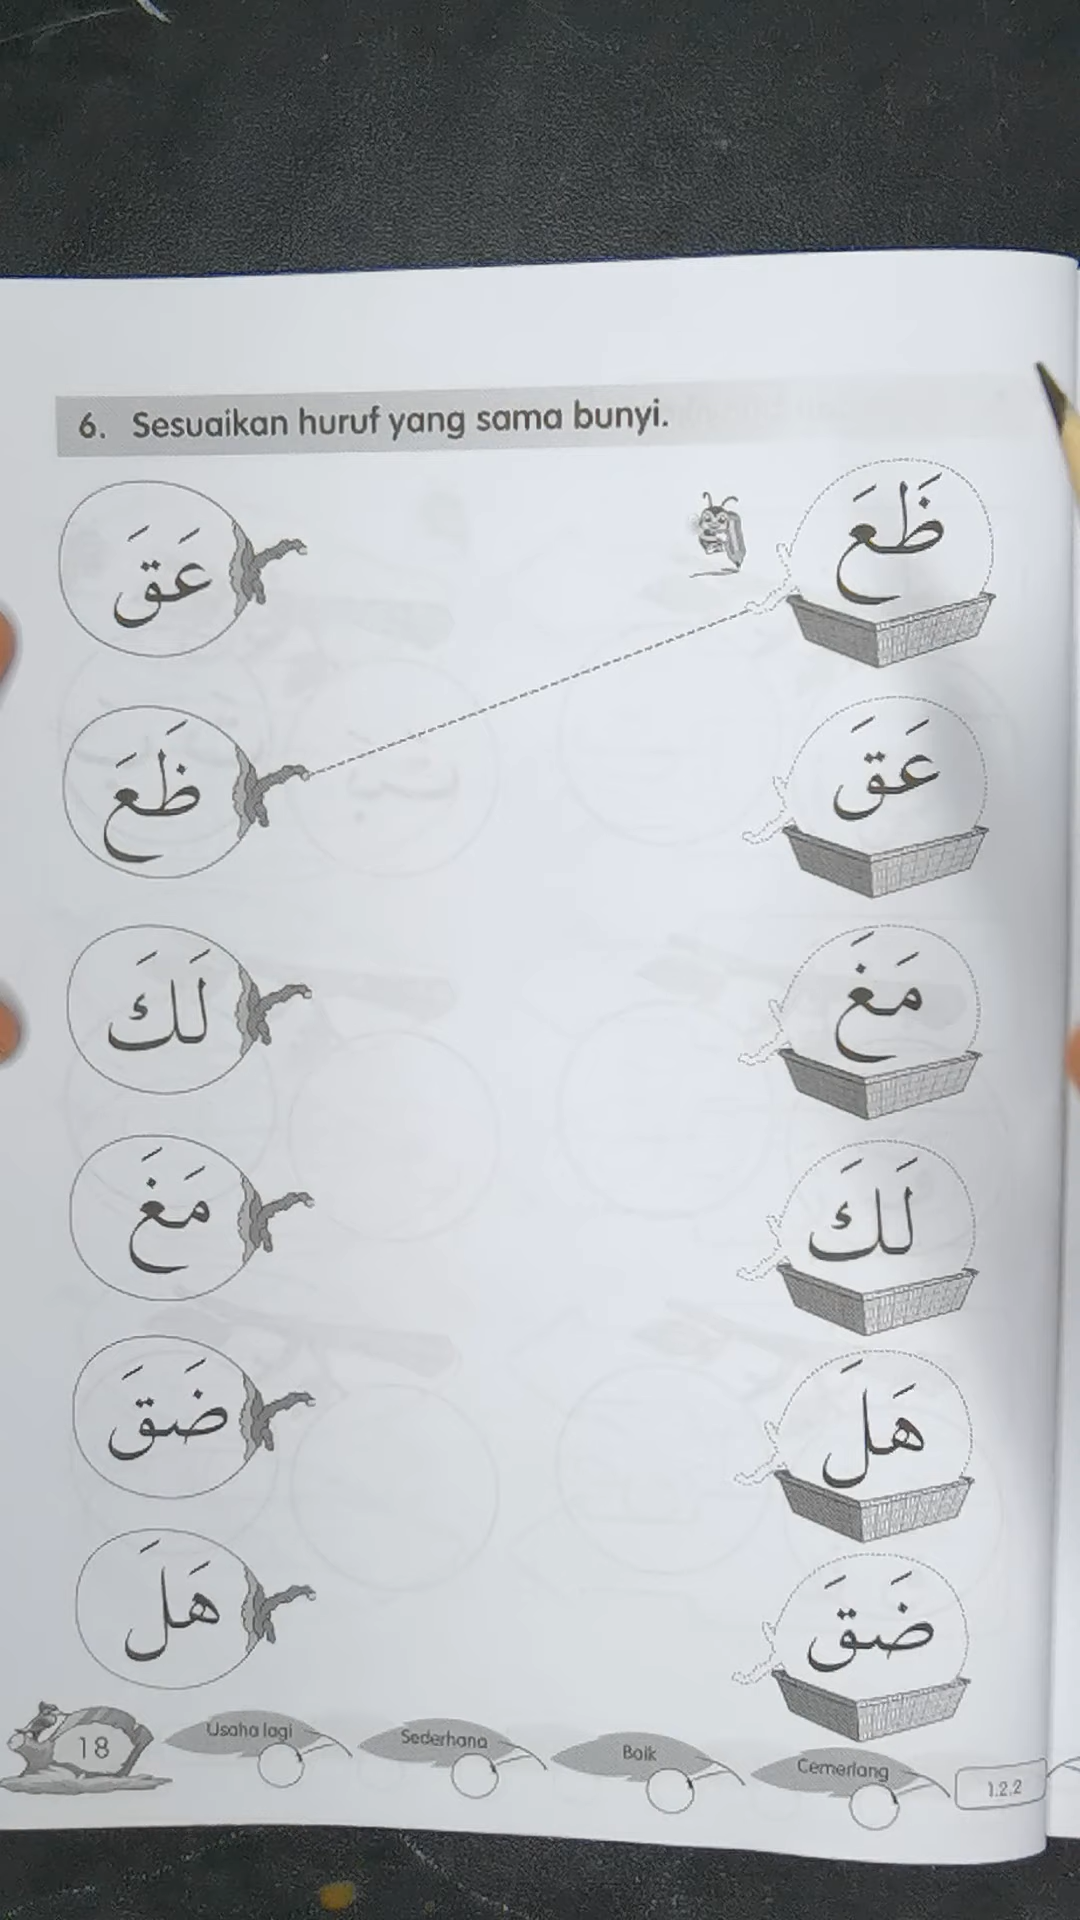 6. Sesuaikan huruf yang sama bunyi.
عَقَ
ظَعَ
ظَعَ
عَقَ
لَكَ
مَغَ
مَغَ
لَكَ
ضَقَ
هَلَ
هَلَ
ضَقَ
18
Usaha lagi
Sederhana
Baik
Cemerlang
1.2.2